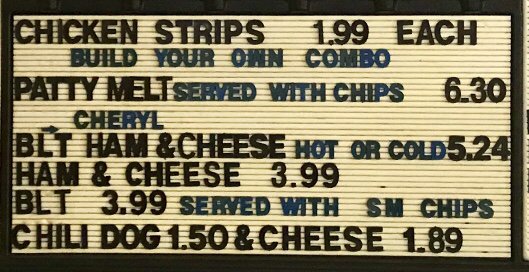 CHICKEN STRIPS 1.99 EACH
BUILD YOUR OWN COMBO
PATTY MELT SERVED WITH CHIPS 6.30
CHERYL
BLT HAM & CHEESE HOT OR COLD 5.24
HAM & CHEESE 3.99
BLT 3.99 SERVED WITH SM CHIPS
CHILI DOG 1.50 & CHEESE 1.89